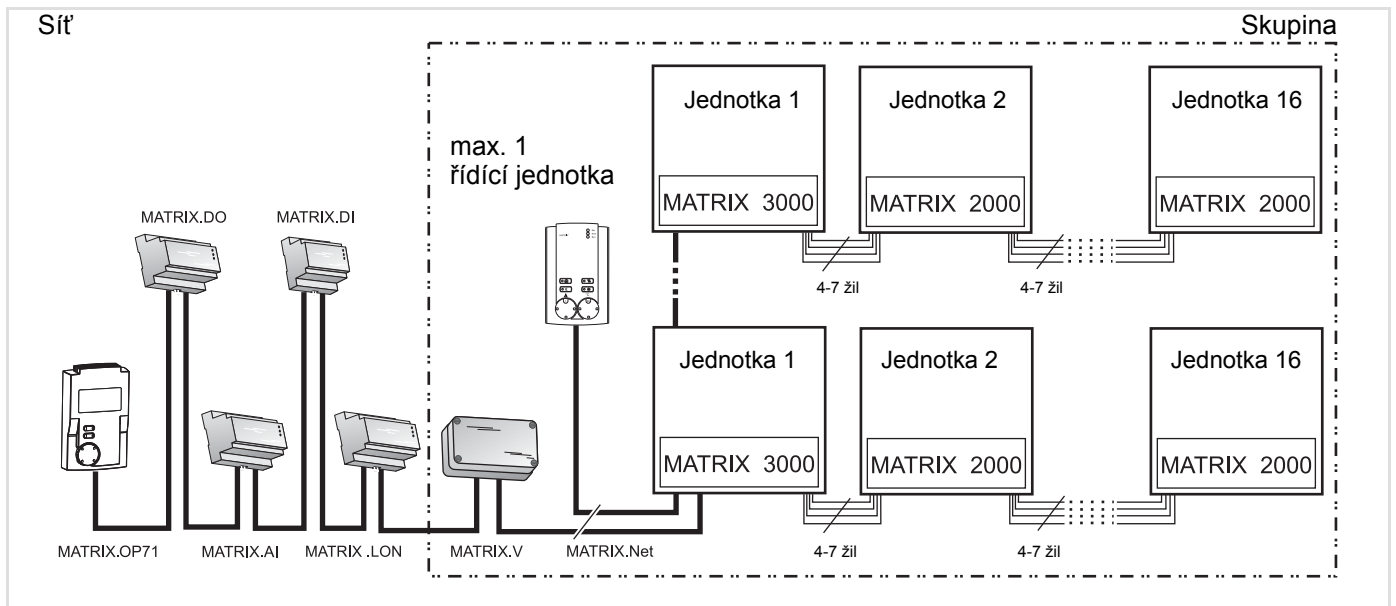 Síť
Skupina
Jednotka 1
Jednotka 2
Jednotka 16
max. 1
řídící jednotka
MATRIX 3000
MATRIX 2000
MATRIX 2000
MATRIX.DO
MATRIX.DI
4-7 žil
4-7 žil
Jednotka 1
Jednotka 2
Jednotka 16
MATRIX 3000
MATRIX 2000
MATRIX 2000
MATRIX.OP71
MATRIX.AI
MATRIX .LON
MATRIX.V
MATRIX.Net
4-7 žil
4-7 žil